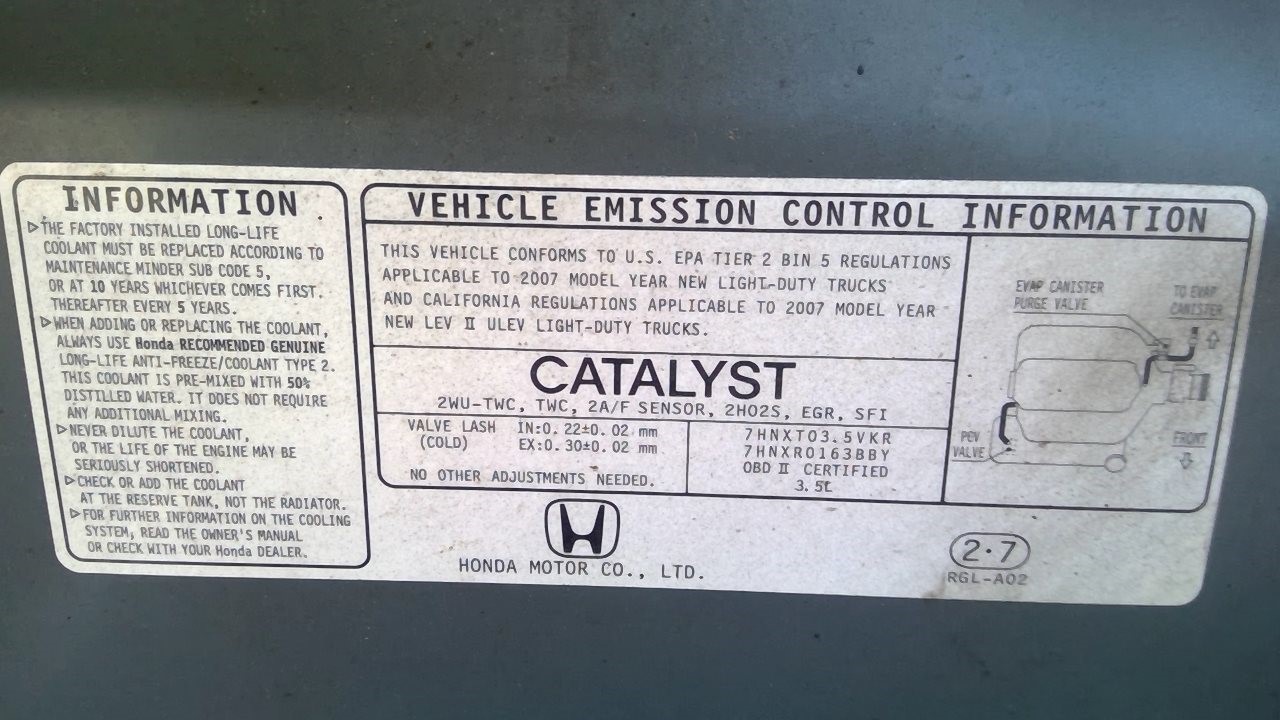 INFORMATION
▷THE FACTORY INSTALLED LONG-LIFE
COOLANT MUST BE REPLACED ACCORDING TO
MAINTENANCE MINDER SUB CODE 5,
OR AT 10 YEARS WHICHEVER COMES FIRST.
THEREAFTER EVERY 5 YEARS.
▷WHEN ADDING OR REPLACING THE COOLANT,
ALWAYS USE Honda RECOMMENDED GENUINE
LONG-LIFE ANTI-FREEZE/COOLANT TYPE 2.
THIS COOLANT IS PRE-MIXED WITH 50%
DISTILLED WATER. IT DOES NOT REQUIRE
ANY ADDITIONAL MIXING.
▷NEVER DILUTE THE COOLANT,
OR THE LIFE OF THE ENGINE MAY BE
SERIOUSLY SHORTENED.
▷CHECK OR ADD THE COOLANT
AT THE RESERVE TANK, NOT THE RADIATOR.
▷FOR FURTHER INFORMATION ON THE COOLING
SYSTEM, READ THE OWNER'S MANUAL
OR CHECK WITH YOUR Honda DEALER.
VEHICLE EMISSION CONTROL INFORMATION
THIS VEHICLE CONFORMS TO U.S. EPA TIER 2 BIN 5 REGULATIONS
APPLICABLE TO 2007 MODEL YEAR NEW LIGHT-DUTY TRUCKS
AND CALIFORNIA REGULATIONS APPLICABLE TO 2007 MODEL YEAR
NEW LEV II ULEV LIGHT-DUTY TRUCKS.
CATALYST
2WU-TWC, TWC, 2A/F SENSOR, 2HO2S, EGR, SFI
VALVE LASH IN:0.22±0.02 mm
(COLD) EX:0.30±0.02 mm
NO OTHER ADJUSTMENTS NEEDED.
7HNXT03.5VKR
7HNXR0163BBY
OBD II CERTIFIED
3.5L
EVAP CANISTER
PURGE VALVE
TO EVAP
CANISTER
PCV
VALVE
FRONT
HONDA MOTOR CO., LTD.
2·7
RGL-A02